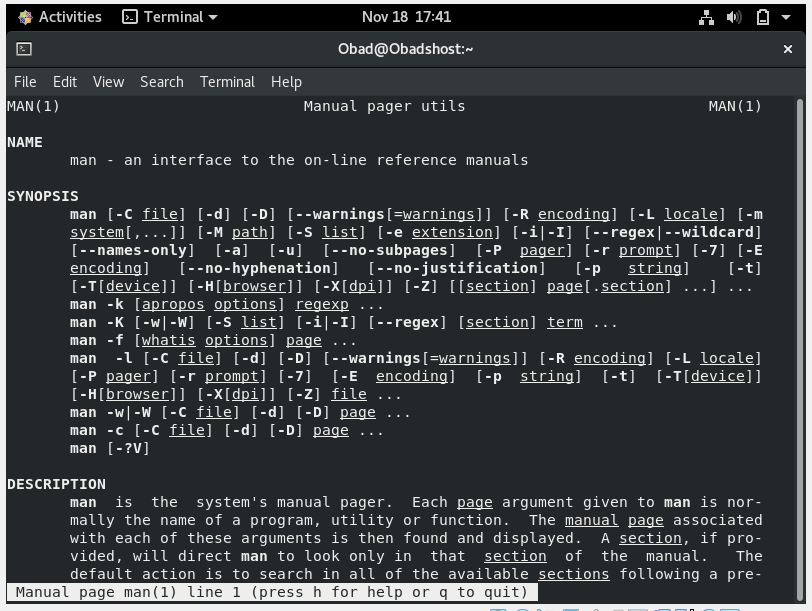 Activities Terminal Nov 18 17:41
Obad@Obadshost:~ ×
File Edit View Search Terminal Help
MAN(1) Manual pager utils MAN(1)
NAME
man - an interface to the on-line reference manuals
SYNOPSIS
man [-C file] [-d] [-D] [--warnings[=warnings]] [-R encoding] [-L locale] [-m
system[,...]] [-M path] [-S list] [-e extension] [-i|-I] [--regex|--wildcard]
[--names-only] [-a] [-u] [--no-subpages] [-P pager] [-r prompt] [-7] [-E
encoding] [--no-hyphenation] [--no-justification] [-p string] [-t]
[-T[device]] [-H[browser]] [-X[dpi]] [-Z] [[section] page[.section] ...] ...
man -k [apropos options] regexp ...
man -K [-w|-W] [-S list] [-i|-I] [--regex] [section] term ...
man -f [whatis options] page ...
man -l [-C file] [-d] [-D] [--warnings[=warnings]] [-R encoding] [-L locale]
[-P pager] [-r prompt] [-7] [-E encoding] [-p string] [-t] [-T[device]]
[-H[browser]] [-X[dpi]] [-Z] file ...
man -w|-W [-C file] [-d] [-D] page ...
man -c [-C file] [-d] [-D] page ...
man [-?V]
DESCRIPTION
man is the system's manual pager. Each page argument given to man is nor-
mally the name of a program, utility or function. The manual page associated
with each of these arguments is then found and displayed. A section, if pro-
vided, will direct man to look only in that section of the manual. The
default action is to search in all of the available sections following a pre-
Manual page man(1) line 1 (press h for help or q to quit)